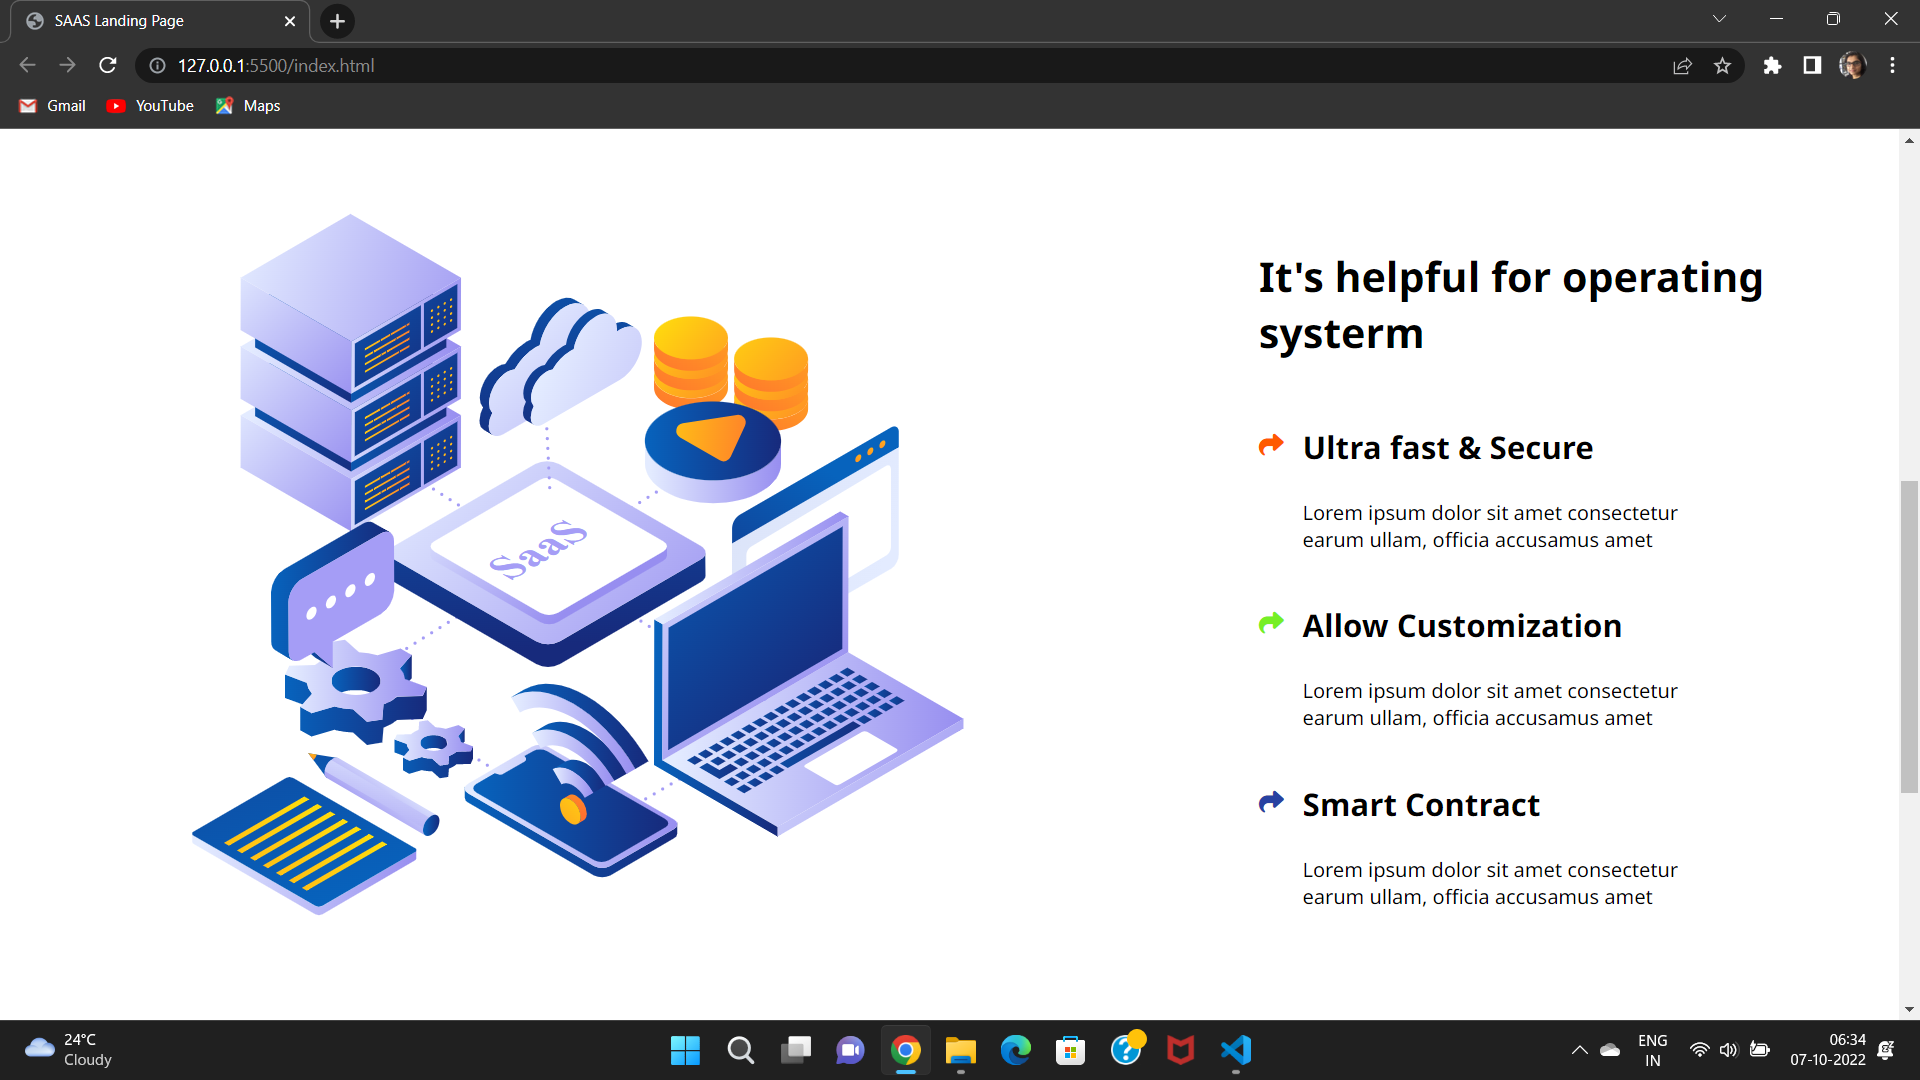 SAAS Landing Page
127.0.0.1:5500/index.html
Gmail YouTube Maps
It's helpful for operating
systerm
SaaS
Ultra fast & Secure
Lorem ipsum dolor sit amet consectetur
earum ullam, officia accusamus amet
Allow Customization
Lorem ipsum dolor sit amet consectetur
earum ullam, officia accusamus amet
Smart Contract
Lorem ipsum dolor sit amet consectetur
earum ullam, officia accusamus amet
24°C
Cloudy
ENG
IN
06:34
07-10-2022